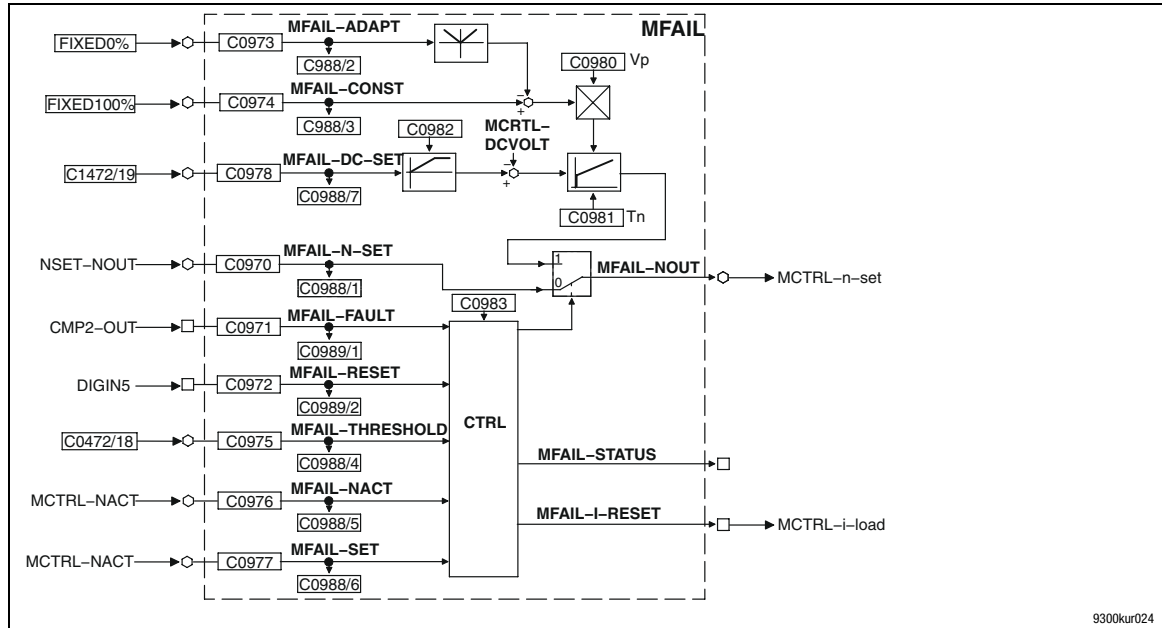 MFAIL
FIXED0%
C0973
MFAIL–ADAPT
C988/2
C0980 Vp
FIXED100%
C0974
MFAIL–CONST
C988/3
–
+
C0982
MCRTL–
DCVOLT
C1472/19
C0978
MFAIL–DC–SET
C0988/7
–
+
C0981 Tn
NSET–NOUT
C0970
MFAIL–N–SET
C0988/1
1
0
MFAIL–NOUT
MCTRL–n–set
C0983
CMP2–OUT
C0971
MFAIL–FAULT
C0989/1
DIGIN5
C0972
MFAIL–RESET
C0989/2
CTRL
C0472/18
C0975
MFAIL–THRESHOLD
C0988/4
MFAIL–STATUS
MCTRL–NACT
C0976
MFAIL–NACT
C0988/5
MFAIL–I–RESET
MCTRL–i–load
MCTRL–NACT
C0977
MFAIL–SET
C0988/6
9300kur024